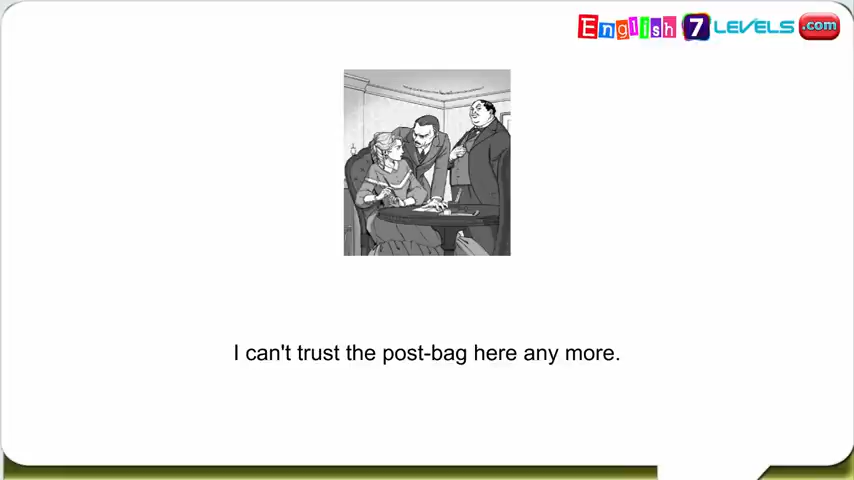 English 7 LEVELS .com
I can't trust the post-bag here any more.